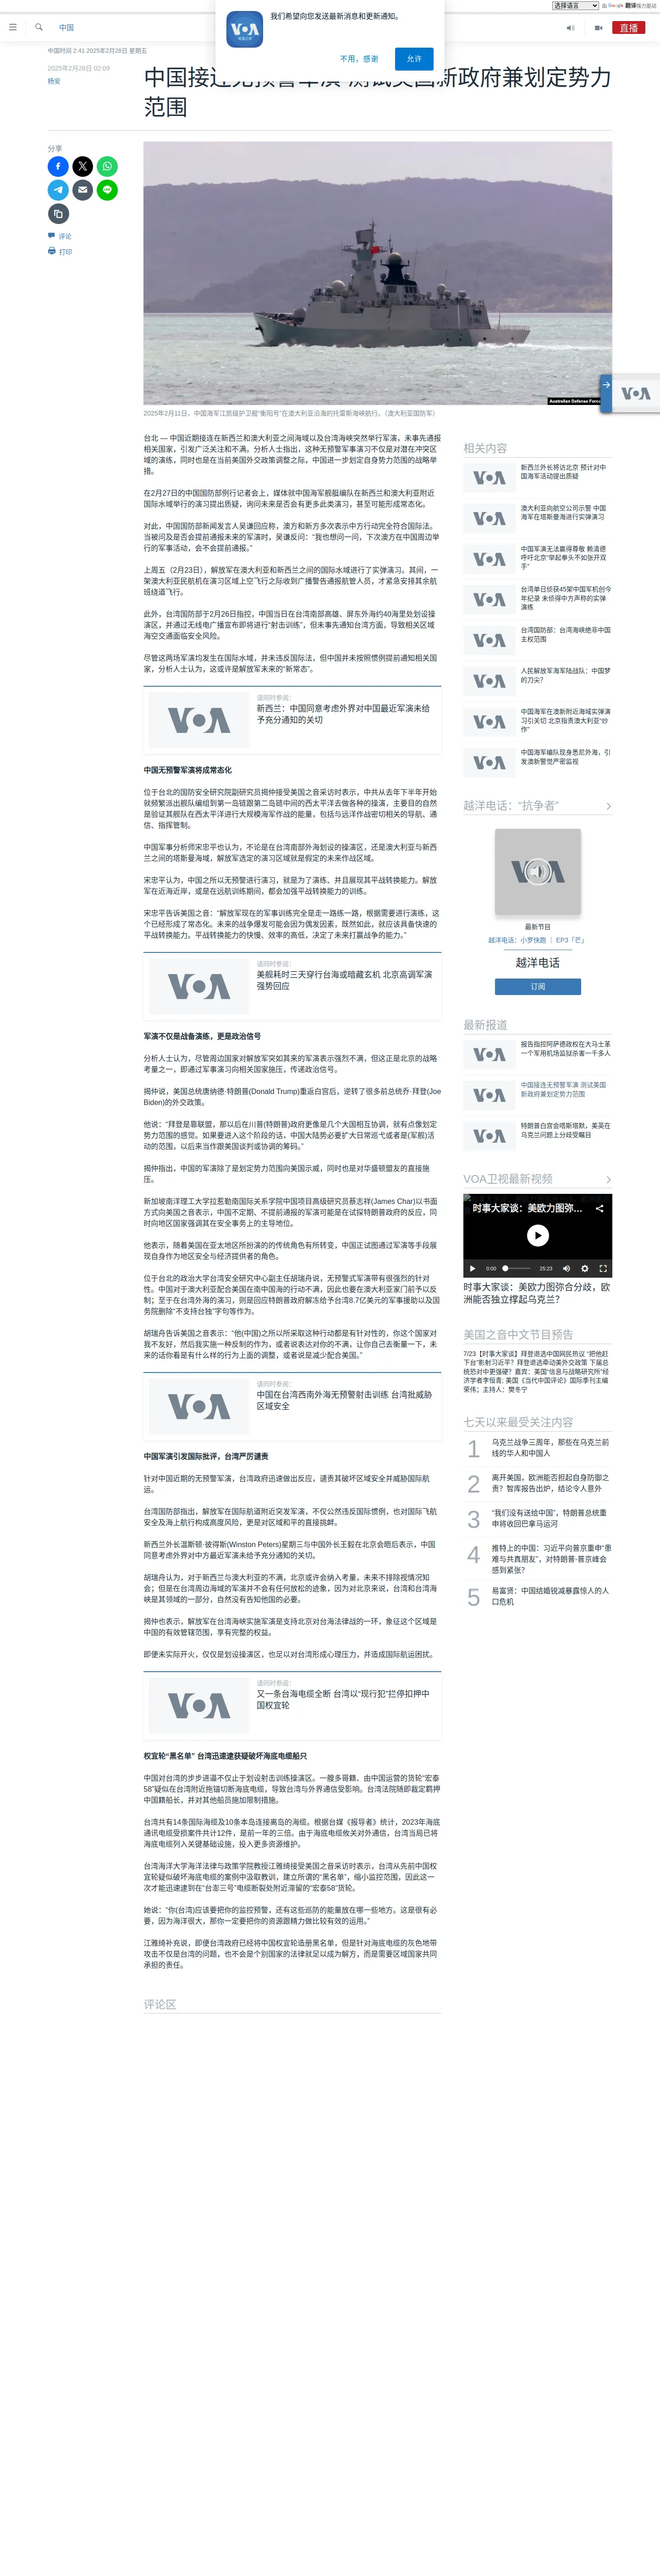 选择语言
由 Google 翻译强力驱动
我们希望向您发送最新消息和更新通知。
VOA
不用，感谢
允许
中国
直播
中国时间 2:41 2025年2月28日 星期五
2025年2月28日 02:09
杨安
中国接连无预警军演 测试美国新政府兼划定势力
范围
分享
评论
打印
Australian Defense Force
2025年2月11日，中国海军江凯级护卫舰“衡阳号”在澳大利亚沿海的托雷斯海峡航行。（澳大利亚国防军）
台北 — 中国近期接连在新西兰和澳大利亚之间海域以及台湾海峡突然举行军演，未事先通报
相关国家，引发广泛关注和不满。分析人士指出，这种无预警军事演习不仅是对潜在冲突区
域的演练，同时也是在当前美国外交政策调整之际，中国进一步划定自身势力范围的战略举
措。
在2月27日的中国国防部例行记者会上，媒体就中国海军舰艇编队在新西兰和澳大利亚附近
国际水域举行的演习提出质疑，询问未来是否会有更多此类演习，甚至可能形成常态化。
对此，中国国防部新闻发言人吴谦回应称，澳方和新方多次表示中方行动完全符合国际法。
当被问及是否会提前通报未来的军演时，吴谦反问：“我也想问一问，下次澳方在中国周边举
行的军事活动，会不会提前通报。”
上周五（2月23日），解放军在澳大利亚和新西兰之间的国际水域进行了实弹演习。其间，一
架澳大利亚民航机在演习区域上空飞行之际收到广播警告通报航管人员，才紧急安排其余航
班绕道飞行。
此外，台湾国防部于2月26日指控，中国当日在台湾南部高雄、屏东外海约40海里处划设操
演区，并通过无线电广播宣布即将进行“射击训练”，但未事先通知台湾方面，导致相关区域
海空交通面临安全风险。
尽管这两场军演均发生在国际水域，并未违反国际法，但中国并未按照惯例提前通知相关国
家，分析人士认为，这或许是解放军未来的“新常态”。
请同时参阅:
VOA
新西兰：中国同意考虑外界对中国最近军演未给
予充分通知的关切
中国无预警军演将成常态化
位于台北的国防安全研究院副研究员揭仲接受美国之音采访时表示，中共从去年下半年开始
就频繁派出舰队编组到第一岛链跟第二岛链中间的西太平洋去做各种的操演，主要目的自然
是验证其舰队在西太平洋进行大规模海军作战的能量，包括与远洋作战密切相关的导航、通
信、指挥管制。
中国军事分析师宋忠平也认为，不论是在台湾南部外海划设的操演区，还是澳大利亚与新西
兰之间的塔斯曼海域，解放军选定的演习区域就是假定的未来作战区域。
宋忠平认为，中国之所以无预警进行演习，就是为了演练、并且展现其平战转换能力。解放
军在近海近岸，或是在远航训练期间，都会加强平战转换能力的训练。
宋忠平告诉美国之音：“解放军现在的军事训练完全是走一路练一路，根据需要进行演练，这
个已经形成了常态化。未来的战争爆发可能会因为偶发因素，既然如此，就应该具备快速的
平战转换能力。平战转换能力的快慢、效率的高低，决定了未来打赢战争的能力。”
请同时参阅:
VOA
美舰耗时三天穿行台海或暗藏玄机 北京高调军演
强势回应
军演不仅是战备演练，更是政治信号
分析人士认为，尽管周边国家对解放军突如其来的军演表示强烈不满，但这正是北京的战略
考量之一，即通过军事演习向相关国家施压，传递政治信号。
揭仲说，美国总统唐纳德·特朗普(Donald Trump)重返白宫后，逆转了很多前总统乔·拜登(Joe
Biden)的外交政策。
他说：“拜登是靠联盟，那以后在川普(特朗普)政府更像是几个大国相互协调，就有点像划定
势力范围的感觉。如果要进入这个阶段的话，中国大陆势必要扩大日常巡弋或者是(军舰)活
动的范围，以后来当作跟美国谈判或协调的筹码。”
揭仲指出，中国的军演除了是划定势力范围向美国示威，同时也是对华盛顿盟友的直接施
压。
新加坡南洋理工大学拉惹勒南国际关系学院中国项目高级研究员蔡志祥(James Char)以书面
方式向美国之音表示，中国不定期、不提前通报的军演可能是在试探特朗普政府的反应，同
时向地区国家强调其在安全事务上的主导地位。
他表示，随着美国在亚太地区所扮演的的传统角色有所转变，中国正试图通过军演等手段展
现自身作为地区安全与经济提供者的角色。
位于台北的政治大学台湾安全研究中心副主任胡瑞舟说，无预警式军演带有很强烈的针对
性。中国对于澳大利亚配合美国在南中国海的行动不满，因此也要在澳大利亚家门前予以反
制；至于在台湾外海的演习，则是回应特朗普政府解冻给予台湾8.7亿美元的军事援助以及国
务院删除“不支持台独”字句等作为。
胡瑞舟告诉美国之音表示：“他(中国)之所以所采取这种行动都是有针对性的，你这个国家对
我不友好，然后我实施一种反制的作为，或者说表达对你的不满，让你自己去衡量一下，未
来的话你看是有什么样的行为上面的调整，或者说是减少配合美国。”
请同时参阅:
VOA
中国在台湾西南外海无预警射击训练 台湾批威胁
区域安全
中国军演引发国际批评，台湾严厉谴责
针对中国近期的无预警军演，台湾政府迅速做出反应，谴责其破坏区域安全并威胁国际航
运。
台湾国防部指出，解放军在国际航道附近突发军演，不仅公然违反国际惯例，也对国际飞航
安全及海上航行构成高度风险，更是对区域和平的直接挑衅。
新西兰外长温斯顿·彼得斯(Winston Peters)星期三与中国外长王毅在北京会晤后表示，中国
同意考虑外界对中方最近军演未给予充分通知的关切。
胡瑞舟认为，对于新西兰与澳大利亚的不满，北京或许会纳入考量，未来不排除视情况知
会；但是在台湾周边海域的军演并不会有任何放松的迹象，因为对北京来说，台湾和台湾海
峡是其领域的一部分，自然没有告知他国的必要。
揭仲也表示，解放军在台湾海峡实施军演是支持北京对台海法律战的一环，象征这个区域是
中国的有效管辖范围，享有完整的权益。
即便未实际开火，仅仅是划设操演区，也足以对台湾形成心理压力，并造成国际航运困扰。
请同时参阅:
VOA
又一条台海电缆全断 台湾以“现行犯”拦停扣押中
国权宜轮
权宜轮“黑名单” 台湾迅速逮获疑破坏海底电缆船只
中国对台湾的步步进逼不仅止于划设射击训练操演区。一艘多哥籍、由中国运营的货轮“宏泰
58”疑似在台湾附近拖锚切断海底电缆，导致台湾与外界通信受影响。台湾法院随即裁定羁押
中国籍船长，并对其他船员施加限制措施。
台湾共有14条国际海缆及10条本岛连接离岛的海缆。根据台媒《报导者》统计，2023年海底
通讯电缆受损案件共计12件，是前一年的三倍。由于海底电缆攸关对外通信，台湾当局已将
海底电缆列入关键基础设施，投入更多资源维护。
台湾海洋大学海洋法律与政策学院教授江雅绮接受美国之音采访时表示，台湾从先前中国权
宜轮疑似破坏海底电缆的案例中汲取教训，建立所谓的“黑名单”，缩小监控范围，因此这一
次才能迅速逮到在“台澎三号”电缆断裂处附近滞留的“宏泰58”货轮。
她说：“你(台湾)应该要把你的监控预警，还有这些巡防的能量放在哪一些地方。这是很有必
要，因为海洋很大，那你一定要把你的资源跟精力做比较有效的运用。”
江雅绮补充说，即便台湾政府已经将中国权宜轮造册黑名单，但是针对海底电缆的灰色地带
攻击不仅是台湾的问题，也不会是个别国家的法律就足以成为解方，而是需要区域国家共同
承担的责任。
评论区
相关内容
新西兰外长将访北京 预计对中
国海军活动提出质疑
澳大利亚向航空公司示警 中国
海军在塔斯曼海进行实弹演习
中国军演无法赢得尊敬 赖清德
呼吁北京“举起拳头不如张开双
手”
台湾单日侦获45架中国军机创今
年纪录 未侦得中方声称的实弹
演练
台湾国防部：台湾海峡绝非中国
主权范围
人民解放军海军陆战队：中国梦
的刀尖?
中国海军在澳新附近海域实弹演
习引关切 北京指责澳大利亚“炒
作”
中国海军编队现身悉尼外海，引
发澳新警觉严密监视
越洋电话：“抗争者”
最新节目
越洋电话：小罗快跑 ｜ EP3「芒」
越洋电话
订阅
最新报道
报告指控阿萨德政权在大马士革
一个军用机场监狱杀害一千多人
中国接连无预警军演 测试美国
新政府兼划定势力范围
特朗普白宫会晤斯塔默，美英在
乌克兰问题上分歧受瞩目
VOA卫视最新视频
时事大家谈：美欧力图弥…
0:00
25:23
时事大家谈：美欧力图弥合分歧，欧
洲能否独立撑起乌克兰?
美国之音中文节目预告
7/23【时事大家谈】拜登退选中国网民热议 “把他赶
下台”影射习近平？拜登退选牵动美外交政策 下届总
统恐对中更强硬？嘉宾：美国“信息与战略研究所”经
济学者李恒青; 美国《当代中国评论》国际季刊主编
荣伟；主持人：樊冬宁
七天以来最受关注内容
1
乌克兰战争三周年，那些在乌克兰前
线的华人和中国人
2
离开美国，欧洲能否担起自身防御之
责？智库报告出炉，结论令人意外
3
“我们没有送给中国”，特朗普总统重
申将收回巴拿马运河
4
推特上的中国：习近平向普京重申“患
难与共真朋友”，对特朗普-普京峰会
感到紧张?
5
易富贤：中国结婚锐减暴露惊人的人
口危机